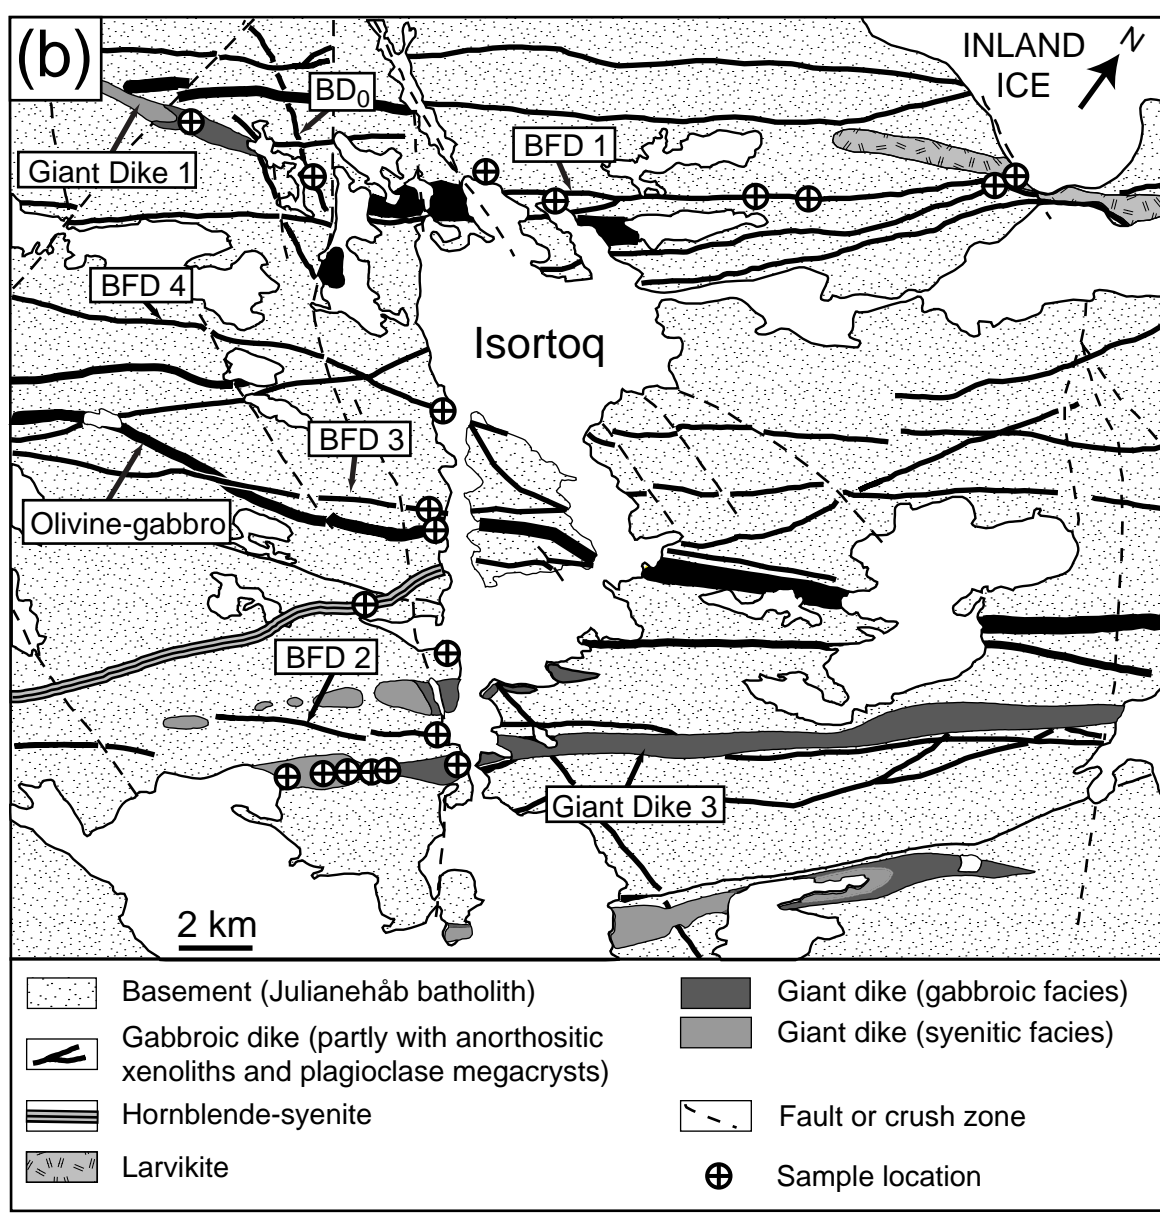 (b)
INLAND
ICE
N
BD0
BFD 1
Giant Dike 1
BFD 4
Isortoq
BFD 3
Olivine-gabbro
BFD 2
Giant Dike 3
2 km
Basement (Julianehåb batholith)
Gabbroic dike (partly with anorthositic
xenoliths and plagioclase megacrysts)
Hornblende-syenite
Larvikite
Giant dike (gabbroic facies)
Giant dike (syenitic facies)
Fault or crush zone
Sample location